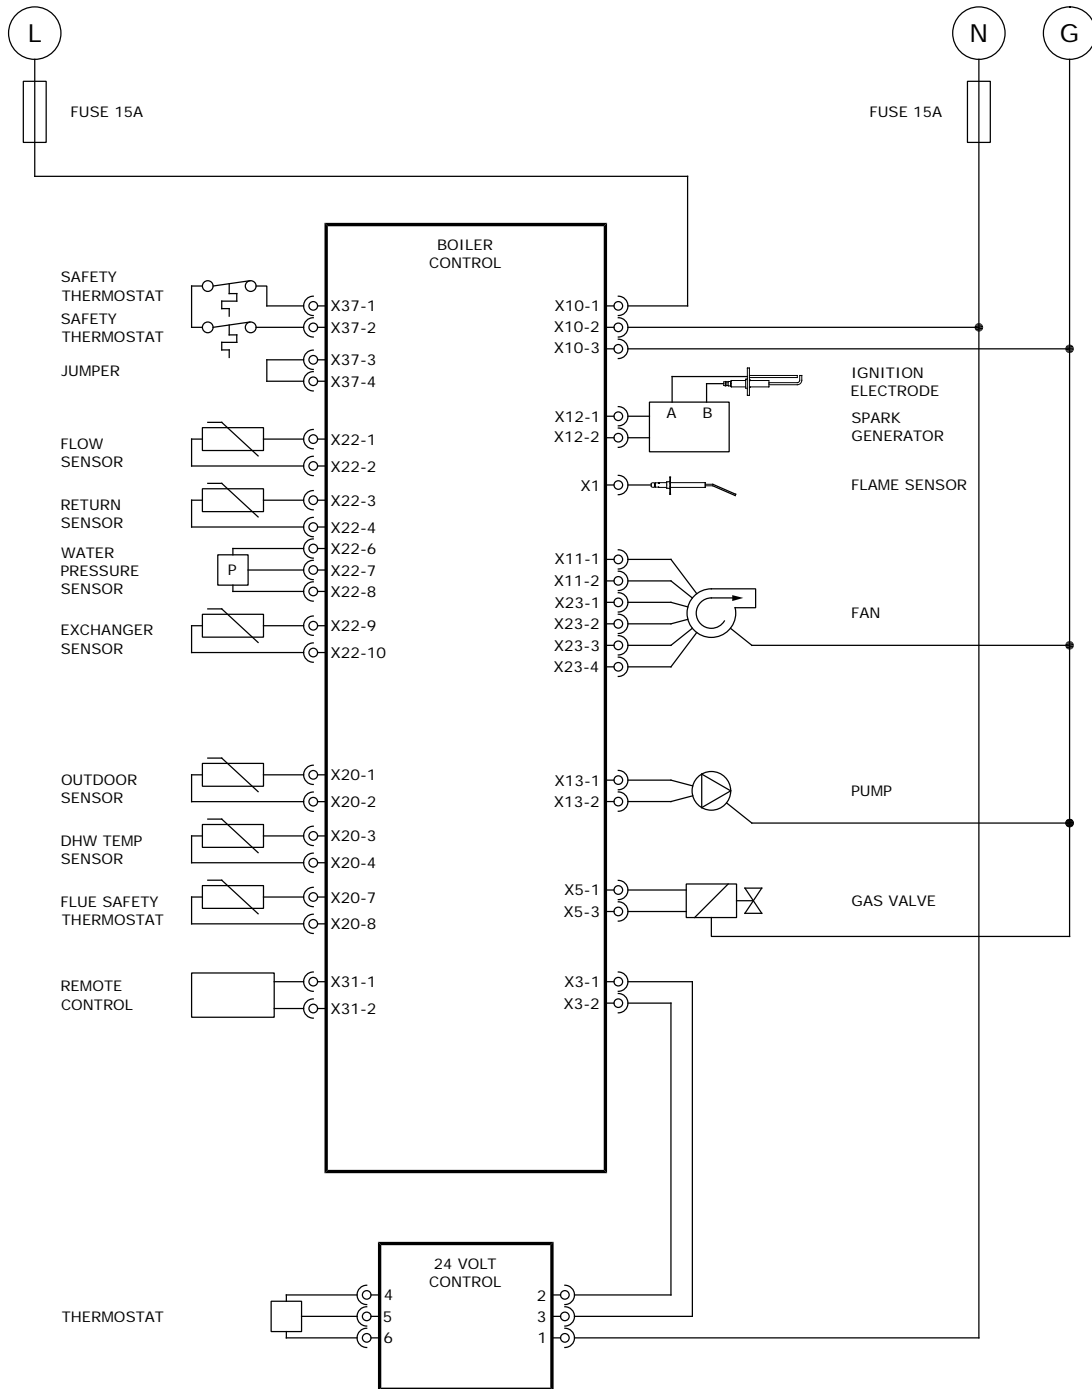 L
N
G
FUSE 15A
FUSE 15A
BOILER
CONTROL
SAFETY
THERMOSTAT
SAFETY
THERMOSTAT
JUMPER
FLOW
SENSOR
RETURN
SENSOR
WATER
PRESSURE
SENSOR
P
EXCHANGER
SENSOR
OUTDOOR
SENSOR
DHW TEMP
SENSOR
FLUE SAFETY
THERMOSTAT
REMOTE
CONTROL
X37-1
X37-2
X37-3
X37-4
X22-1
X22-2
X22-3
X22-4
X22-6
X22-7
X22-8
X22-9
X22-10
X20-1
X20-2
X20-3
X20-4
X20-7
X20-8
X31-1
X31-2
X10-1
X10-2
X10-3
X12-1
X12-2
X1
X11-1
X11-2
X23-1
X23-2
X23-3
X23-4
X13-1
X13-2
X5-1
X5-3
X3-1
X3-2
A B
IGNITION
ELECTRODE
SPARK
GENERATOR
FLAME SENSOR
FAN
PUMP
GAS VALVE
24 VOLT
CONTROL
THERMOSTAT
4
5
6
2
3
1